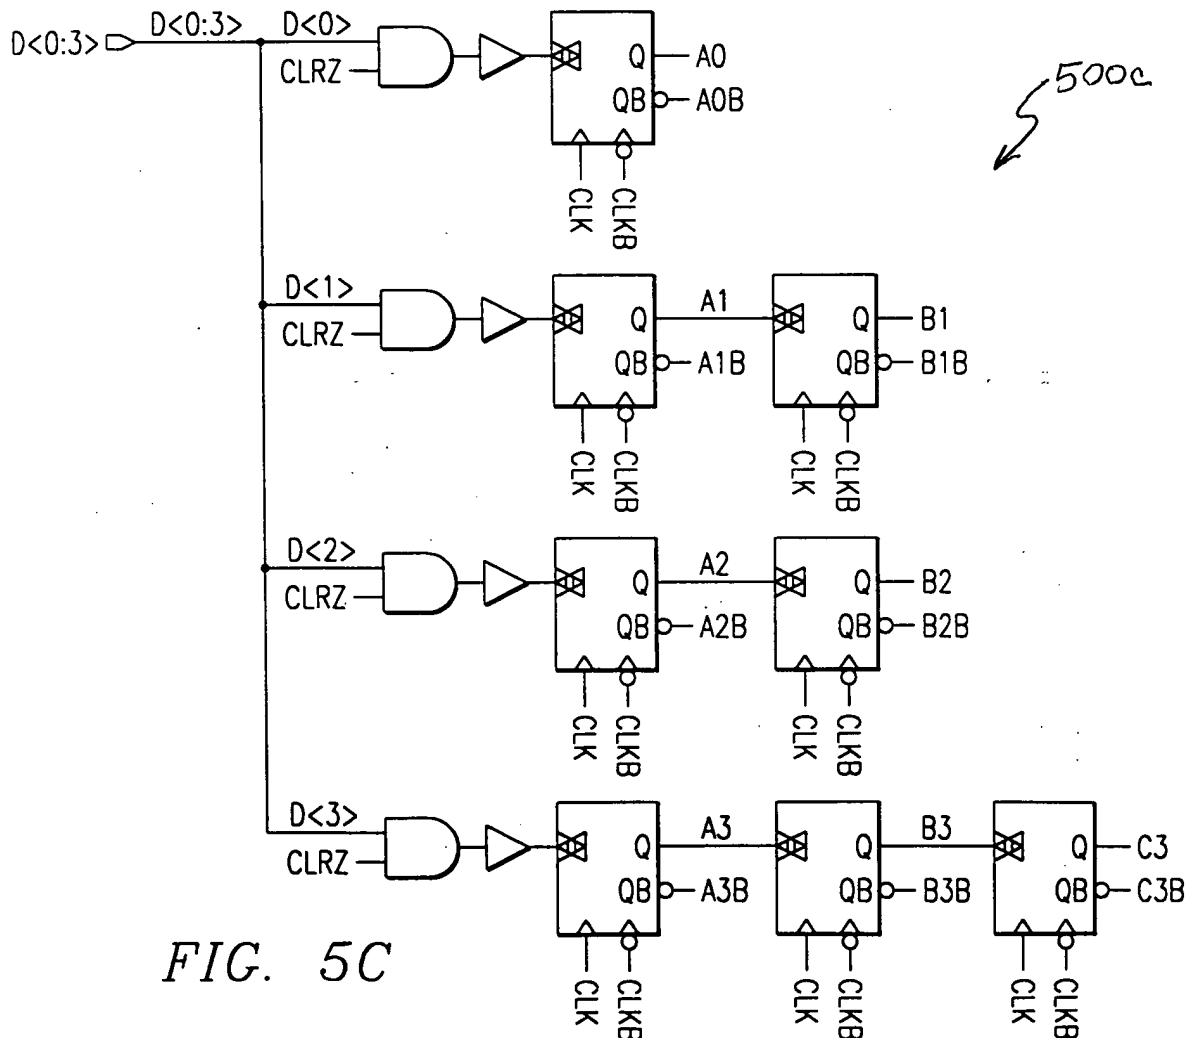 D<0:3> D<0:3> D<0>
CLRZ
Q A0
QB A0B
CLK CLKB
500c
D<1>
CLRZ
Q A1 Q B1
QB A1B QB B1B
CLK CLKB CLK CLKB
D<2>
CLRZ
Q A2 Q B2
QB A2B QB B2B
CLK CLKB CLK CLKB
D<3>
CLRZ
Q A3 Q B3 Q C3
QB A3B QB B3B QB C3B
CLK CLKB CLK CLKB CLK CLKB
FIG. 5C